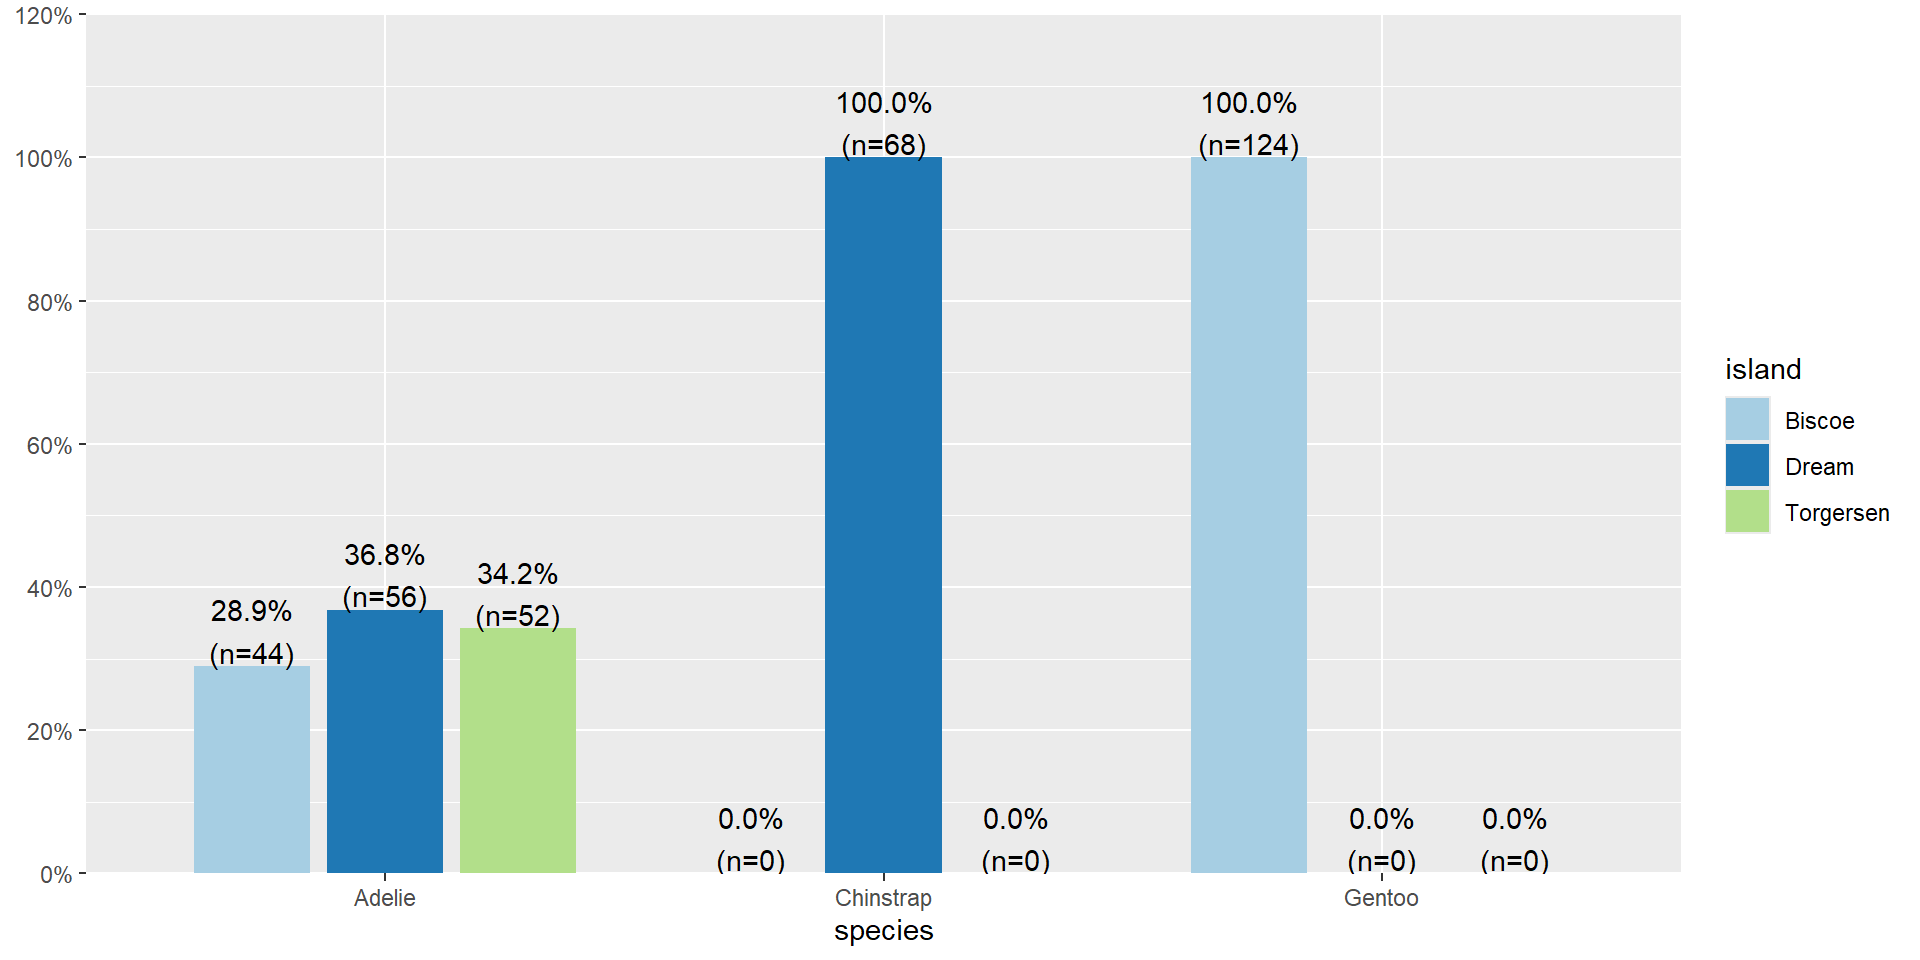 120%
100%
80%
60%
40%
20%
0%
28.9%
(n=44)
36.8%
(n=56)
34.2%
(n=52)
0.0%
(n=0)
100.0%
(n=68)
0.0%
(n=0)
100.0%
(n=124)
0.0%
(n=0)
0.0%
(n=0)
Adelie
Chinstrap
Gentoo
species
island
Biscoe
Dream
Torgersen